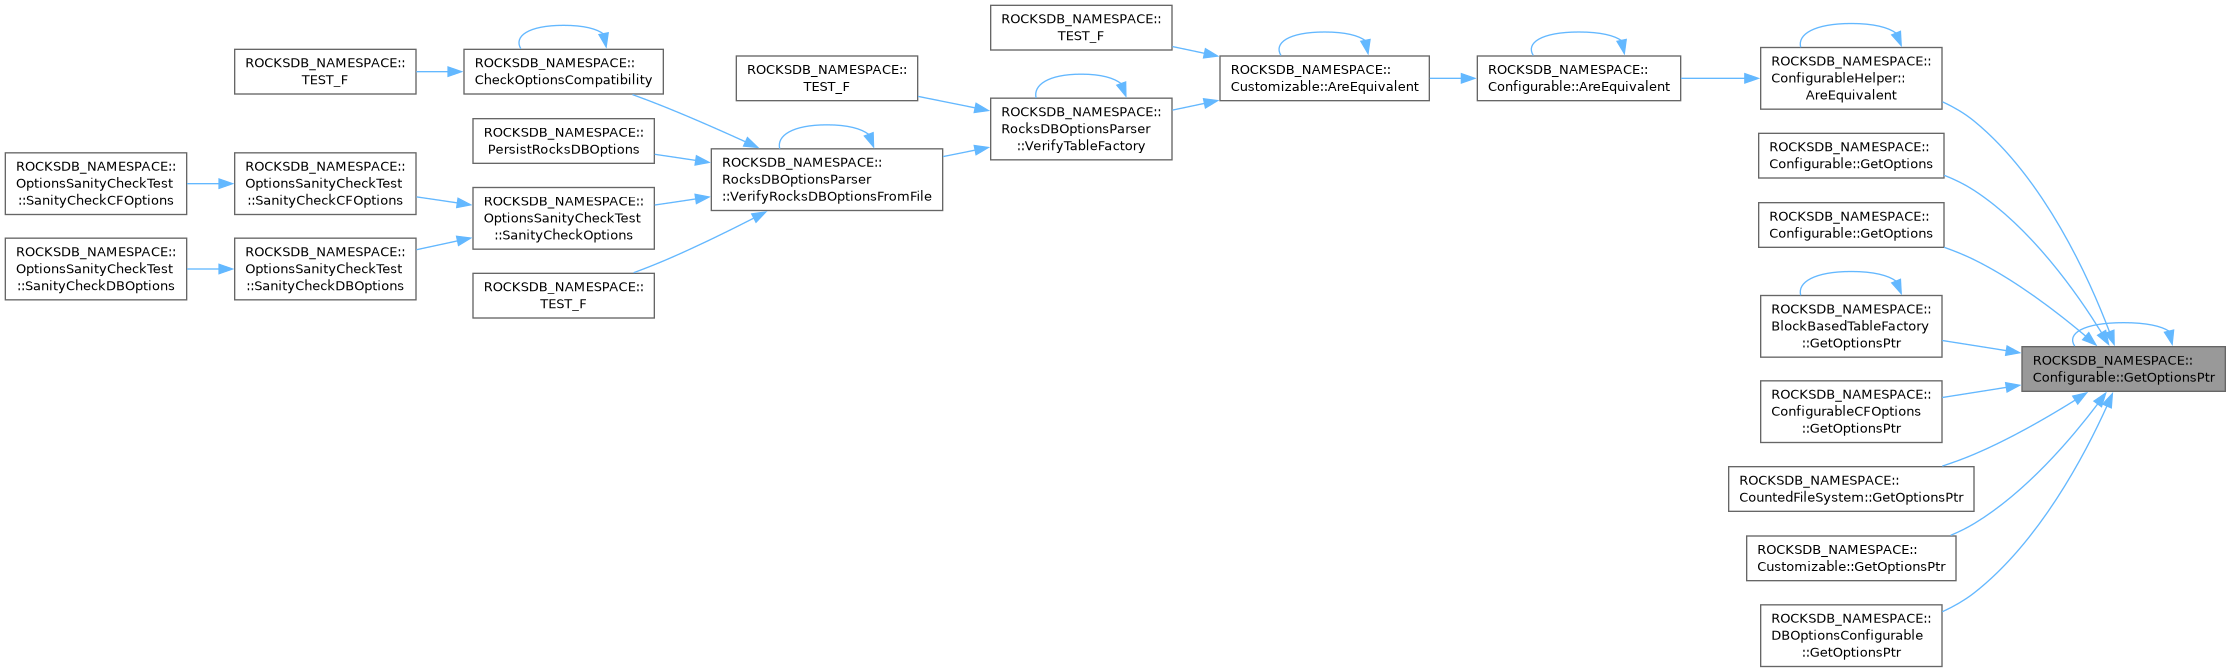 ROCKSDB_NAMESPACE::
OptionsSanityCheckTest
::SanityCheckCFOptions
ROCKSDB_NAMESPACE::
OptionsSanityCheckTest
::SanityCheckDBOptions
ROCKSDB_NAMESPACE::
TEST_F
ROCKSDB_NAMESPACE::
OptionsSanityCheckTest
::SanityCheckCFOptions
ROCKSDB_NAMESPACE::
OptionsSanityCheckTest
::SanityCheckDBOptions
ROCKSDB_NAMESPACE::
CheckOptionsCompatibility
ROCKSDB_NAMESPACE::
PersistRocksDBOptions
ROCKSDB_NAMESPACE::
OptionsSanityCheckTest
::SanityCheckOptions
ROCKSDB_NAMESPACE::
TEST_F
ROCKSDB_NAMESPACE::
TEST_F
ROCKSDB_NAMESPACE::
RocksDBOptionsParser
::VerifyRocksDBOptionsFromFile
ROCKSDB_NAMESPACE::
TEST_F
ROCKSDB_NAMESPACE::
RocksDBOptionsParser
::VerifyTableFactory
ROCKSDB_NAMESPACE::
Customizable::AreEquivalent
ROCKSDB_NAMESPACE::
Configurable::AreEquivalent
ROCKSDB_NAMESPACE::
ConfigurableHelper::
AreEquivalent
ROCKSDB_NAMESPACE::
Configurable::GetOptions
ROCKSDB_NAMESPACE::
Configurable::GetOptions
ROCKSDB_NAMESPACE::
BlockBasedTableFactory
::GetOptionsPtr
ROCKSDB_NAMESPACE::
ConfigurableCFOptions
::GetOptionsPtr
ROCKSDB_NAMESPACE::
CountedFileSystem::GetOptionsPtr
ROCKSDB_NAMESPACE::
Customizable::GetOptionsPtr
ROCKSDB_NAMESPACE::
DBOptionsConfigurable
::GetOptionsPtr
ROCKSDB_NAMESPACE::
Configurable::GetOptionsPtr